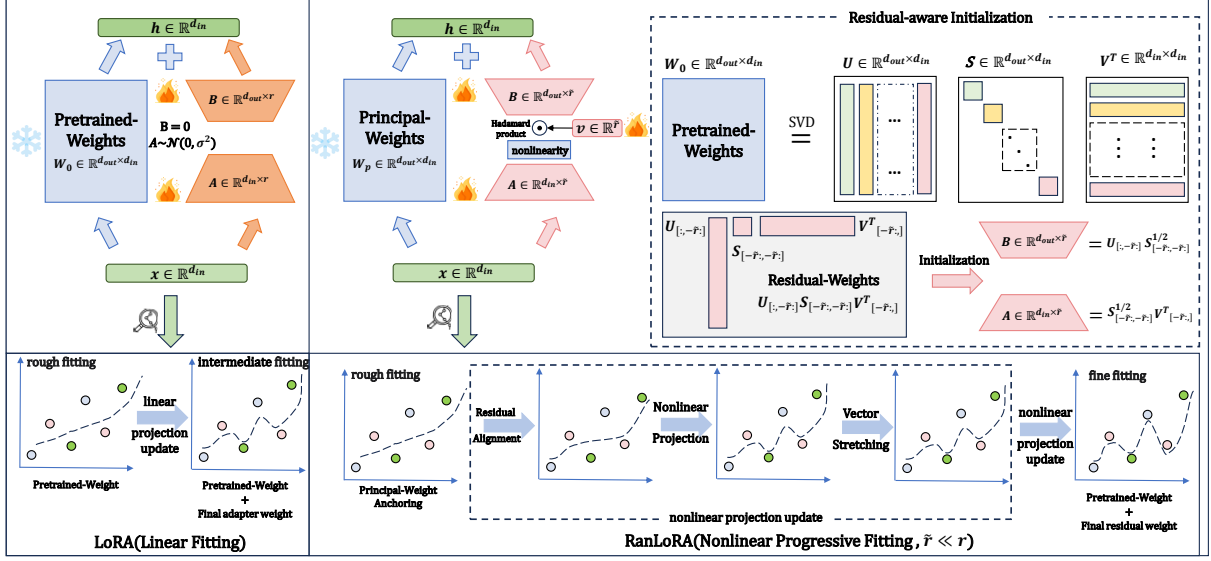 h ∈ ℝ^{d_in}
Pretrained-
Weights
W_0 ∈ ℝ^{d_out×d_in}
B ∈ ℝ^{d_out×r}
B = 0
A~𝒩(0, σ²)
A ∈ ℝ^{d_in×r}
x ∈ ℝ^{d_in}
rough fitting
linear
projection
update
intermediate fitting
Pretrained-Weight
Pretrained-Weight
+
Final adapter weight
LoRA(Linear Fitting)
h ∈ ℝ^{d_in}
Principal-
Weights
W_p ∈ ℝ^{d_out×d_in}
B ∈ ℝ^{d_out×r̃}
Hadamard
product
v ∈ ℝ^{r̃}
nonlinearity
A ∈ ℝ^{d_in×r̃}
x ∈ ℝ^{d_in}
Residual-aware Initialization
W_0 ∈ ℝ^{d_out×d_in}
Pretrained-
Weights
SVD
=
U ∈ ℝ^{d_out×d_in}
...
...
S ∈ ℝ^{d_out×d_in}
V^T ∈ ℝ^{d_in×d_in}
U_{[:,-r̃:]}
S_{[-r̃:,-r̃:]}
V^T_{[-r̃:,]}
Residual-Weights
U_{[:,-r̃:]}S_{[-r̃:,-r̃:]}V^T_{[-r̃:,]}
Initialization
B ∈ ℝ^{d_out×r̃} = U_{[:,-r̃:]} S^{1/2}_{[-r̃:,-r̃:]}
A ∈ ℝ^{d_in×r̃} = S^{1/2}_{[-r̃:,-r̃:]}V^T_{[-r̃:,]}
rough fitting
Principal-Weight
Anchoring
Residual
Alignment
Nonlinear
Projection
Vector
Stretching
nonlinear projection update
nonlinear
projection
update
fine fitting
Pretrained-Weight
+
Final residual weight
RanLoRA(Nonlinear Progressive Fitting , r̃ ≪ r)